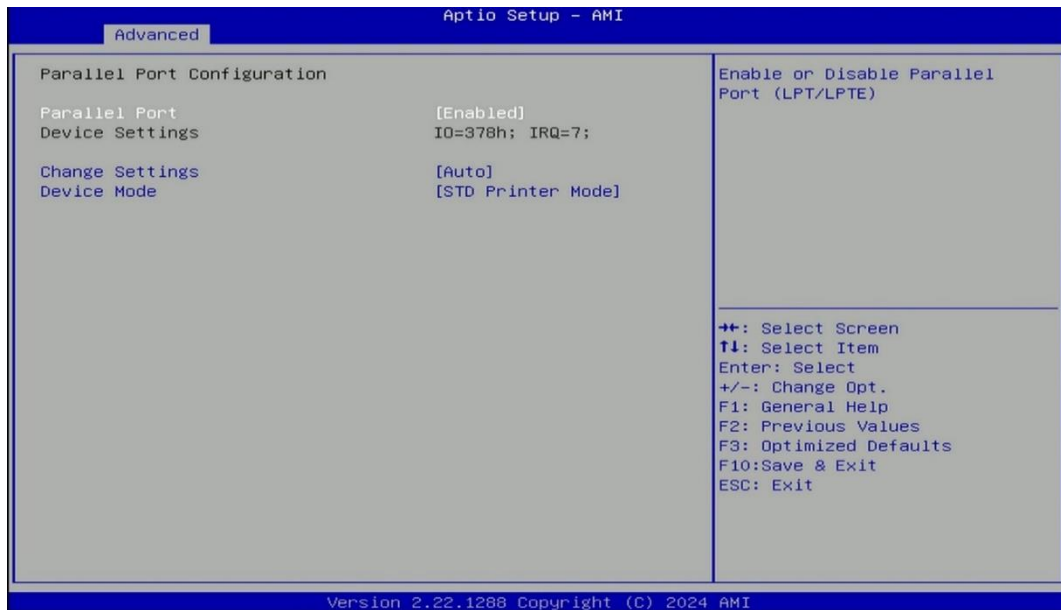 Aptio Setup – AMI
Advanced
Parallel Port Configuration
Parallel Port [Enabled]
Device Settings IO=378h; IRQ=7;
Change Settings [Auto]
Device Mode [STD Printer Mode]
Enable or Disable Parallel
Port (LPT/LPTE)
→←: Select Screen
↑↓: Select Item
Enter: Select
+/-: Change Opt.
F1: General Help
F2: Previous Values
F3: Optimized Defaults
F10:Save & Exit
ESC: Exit
Version 2.22.1288 Copyright (C) 2024 AMI